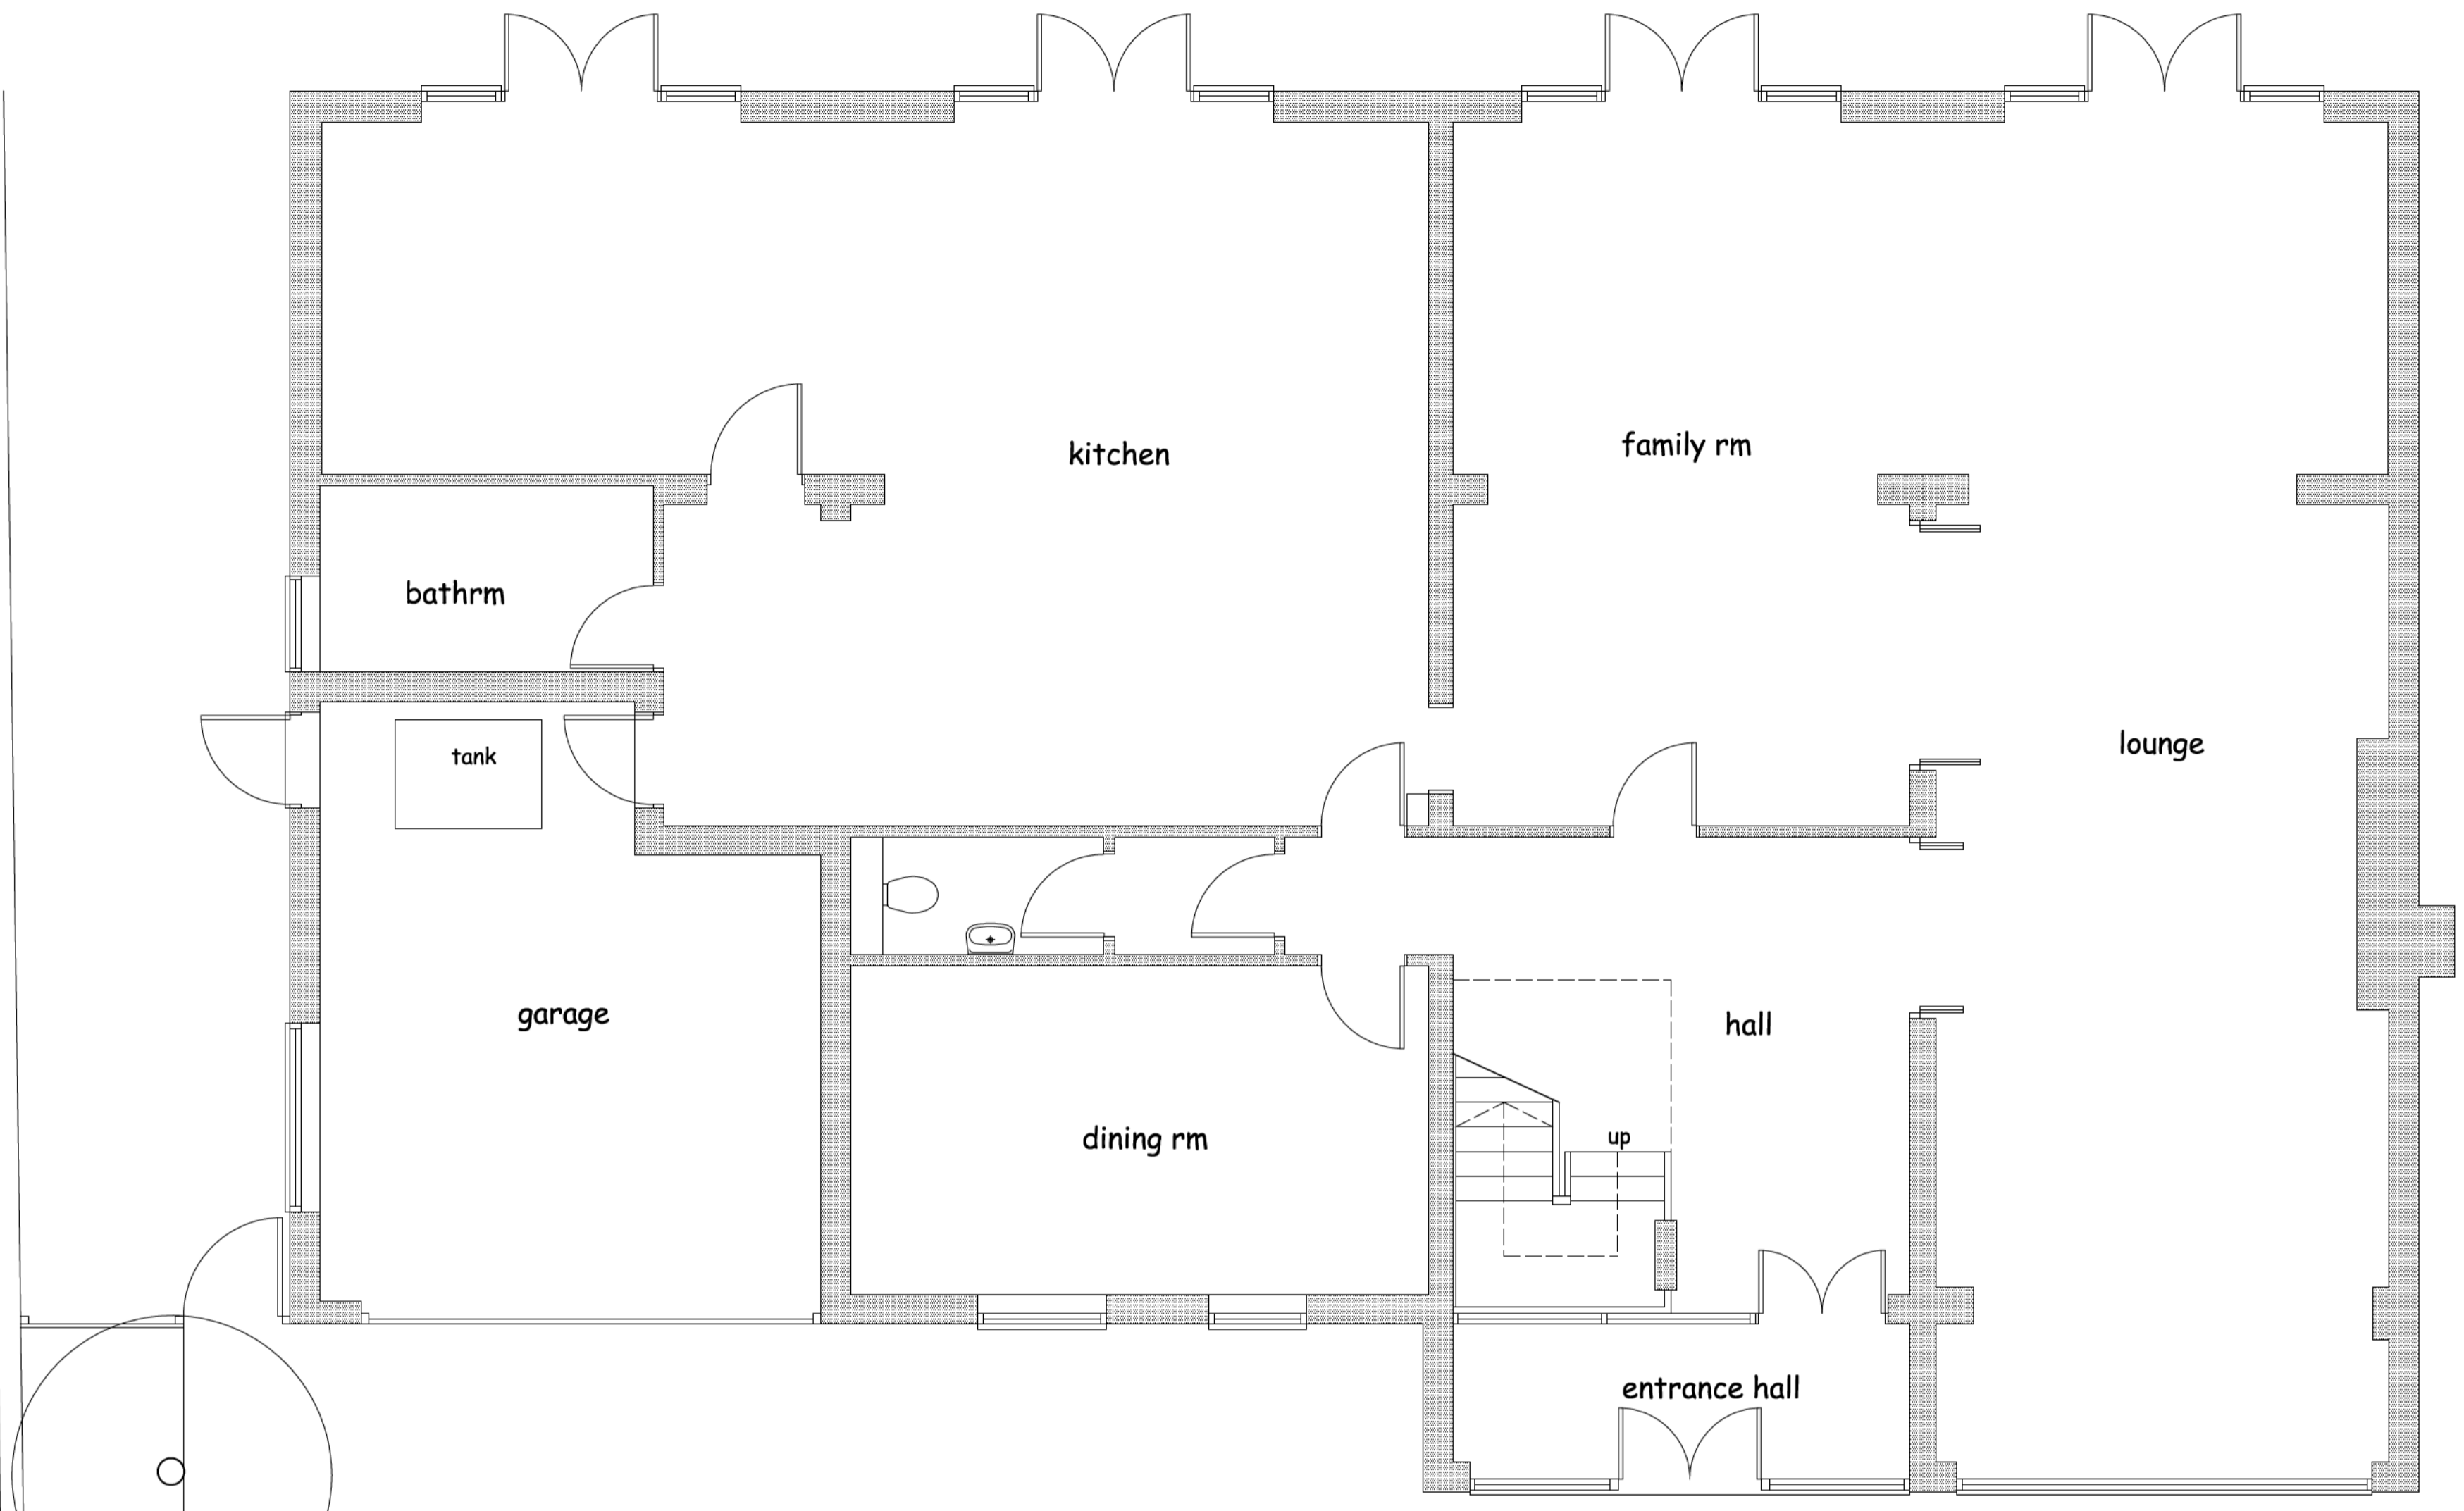 family rm
kitchen
bathrm
lounge
tank
garage
hall
up
dining rm
entrance hall